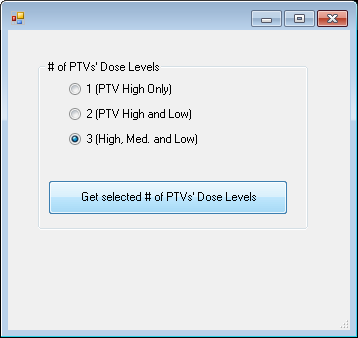 # of PTVs' Dose Levels
1 (PTV High Only)
2 (PTV High and Low)
3 (High, Med. and Low)
Get selected # of PTVs' Dose Levels